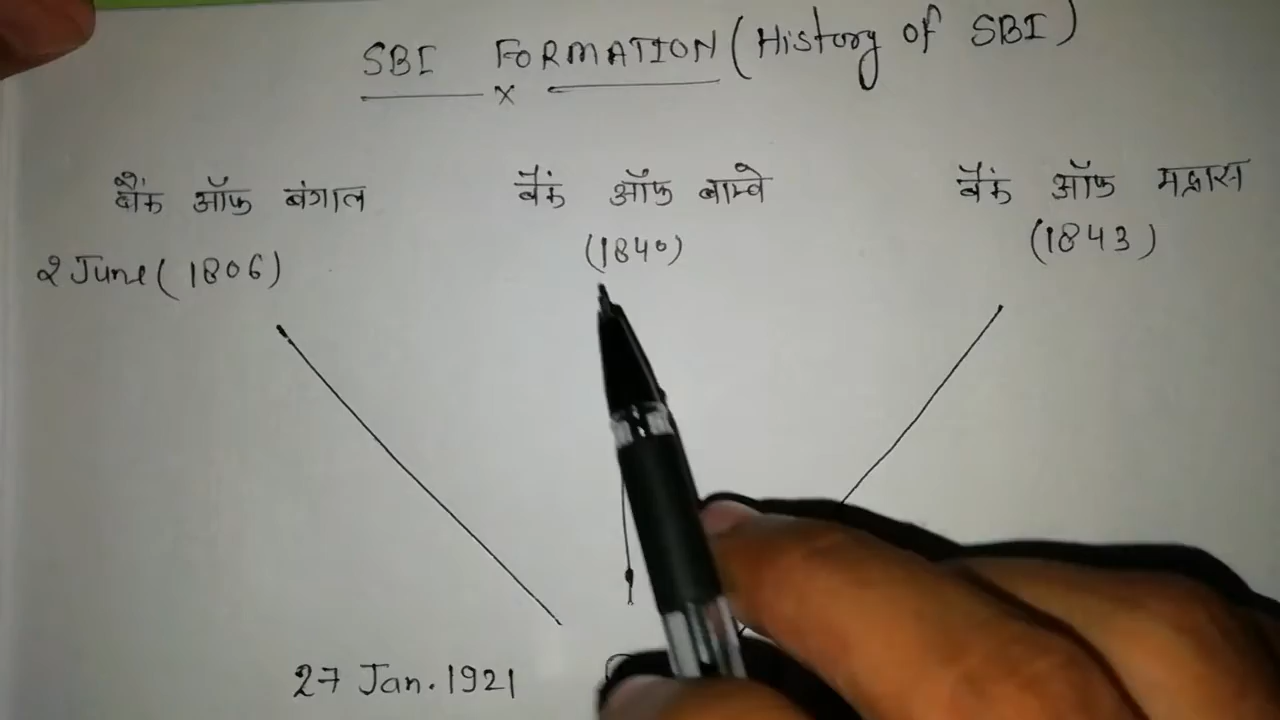 SBI FORMATION (History of SBI)
बैंक ऑफ बंगाल बैंक ऑफ बाम्बे बैंक ऑफ मद्रास
2 June (1806) (1840) (1843)
27 Jan. 1921